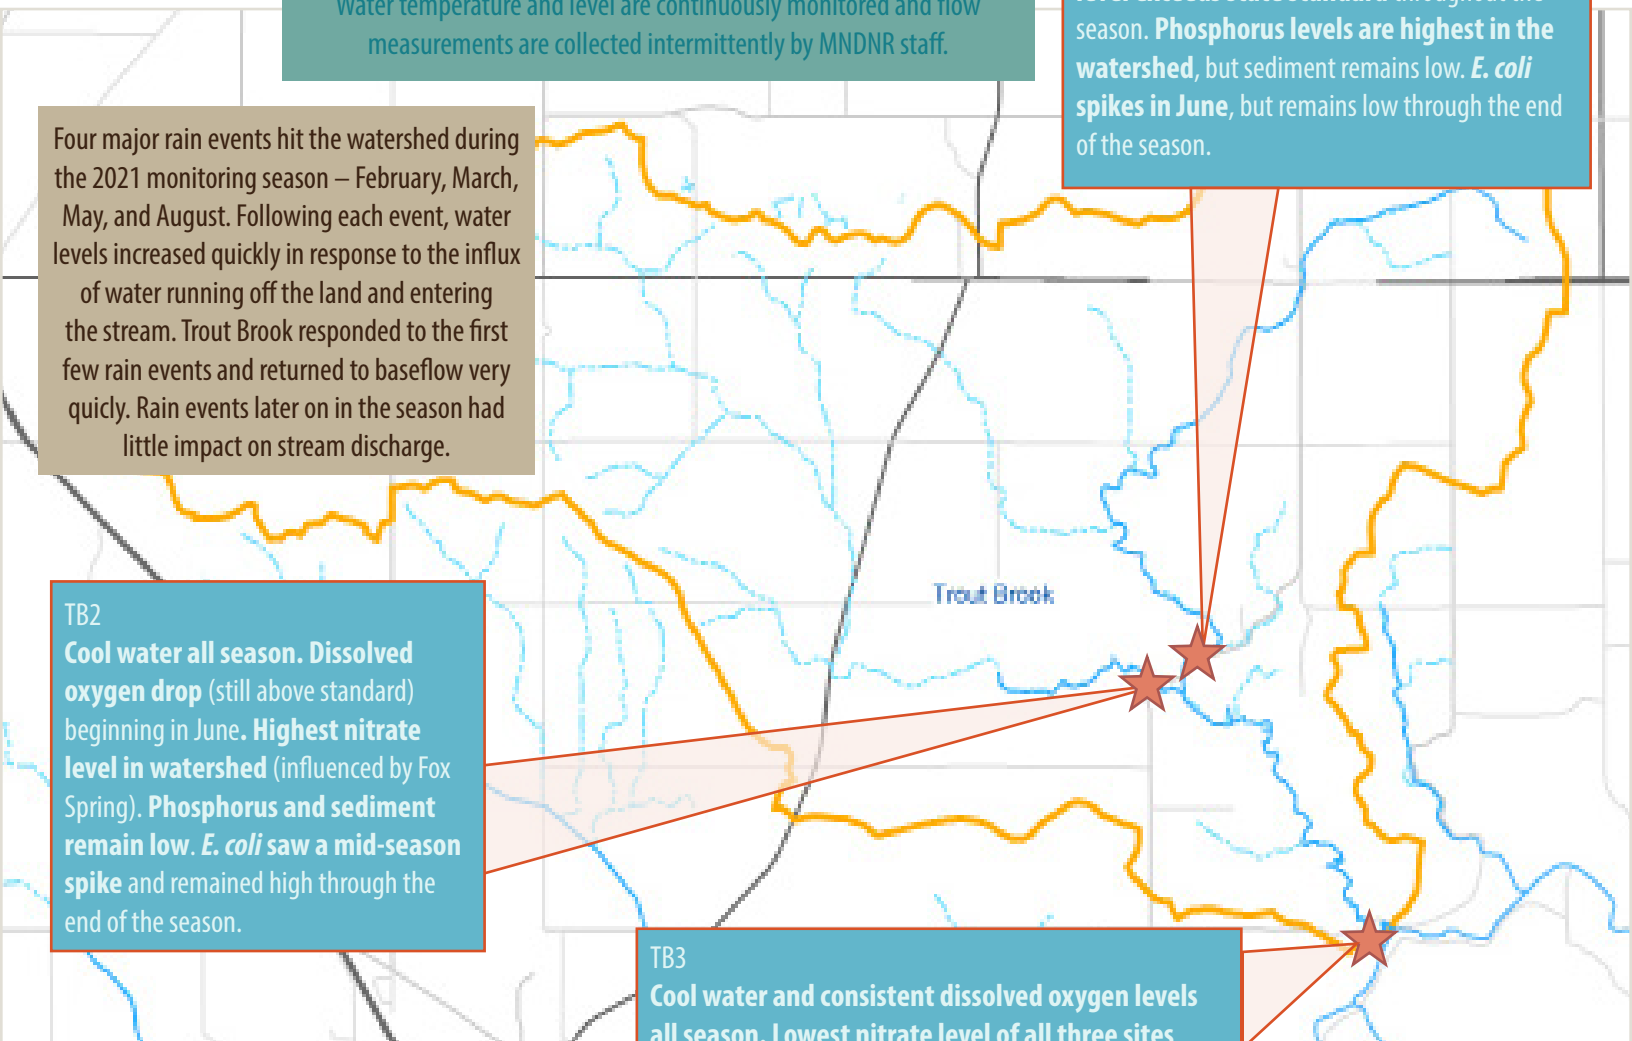 Water temperature and level are continuously monitored and flow
measurements are collected intermittently by MNDNR staff.
season. Phosphorus levels are highest in the
watershed, but sediment remains low. E. coli
spikes in June, but remains low through the end
of the season.
Four major rain events hit the watershed during
the 2021 monitoring season – February, March,
May, and August. Following each event, water
levels increased quickly in response to the influx
of water running off the land and entering
the stream. Trout Brook responded to the first
few rain events and returned to baseflow very
quicly. Rain events later on in the season had
little impact on stream discharge.
Trout Brook
TB2
Cool water all season. Dissolved
oxygen drop (still above standard)
beginning in June. Highest nitrate
level in watershed (influenced by Fox
Spring). Phosphorus and sediment
remain low. E. coli saw a mid-season
spike and remained high through the
end of the season.
TB3
Cool water and consistent dissolved oxygen levels
all season. Lowest nitrate level of all three sites